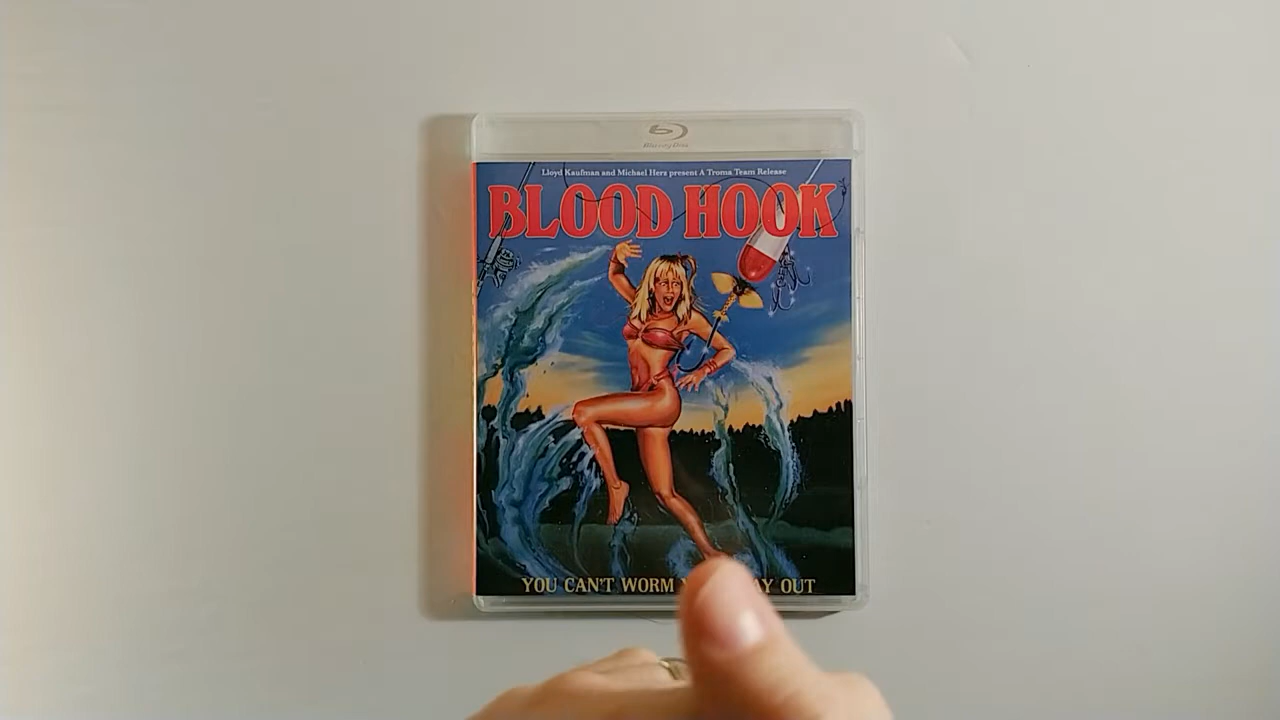 Blu-ray Disc
Lloyd Kaufman and Michael Herz present A Troma Team Release
BLOOD HOOK
YOU CAN'T WORM Y AY OUT